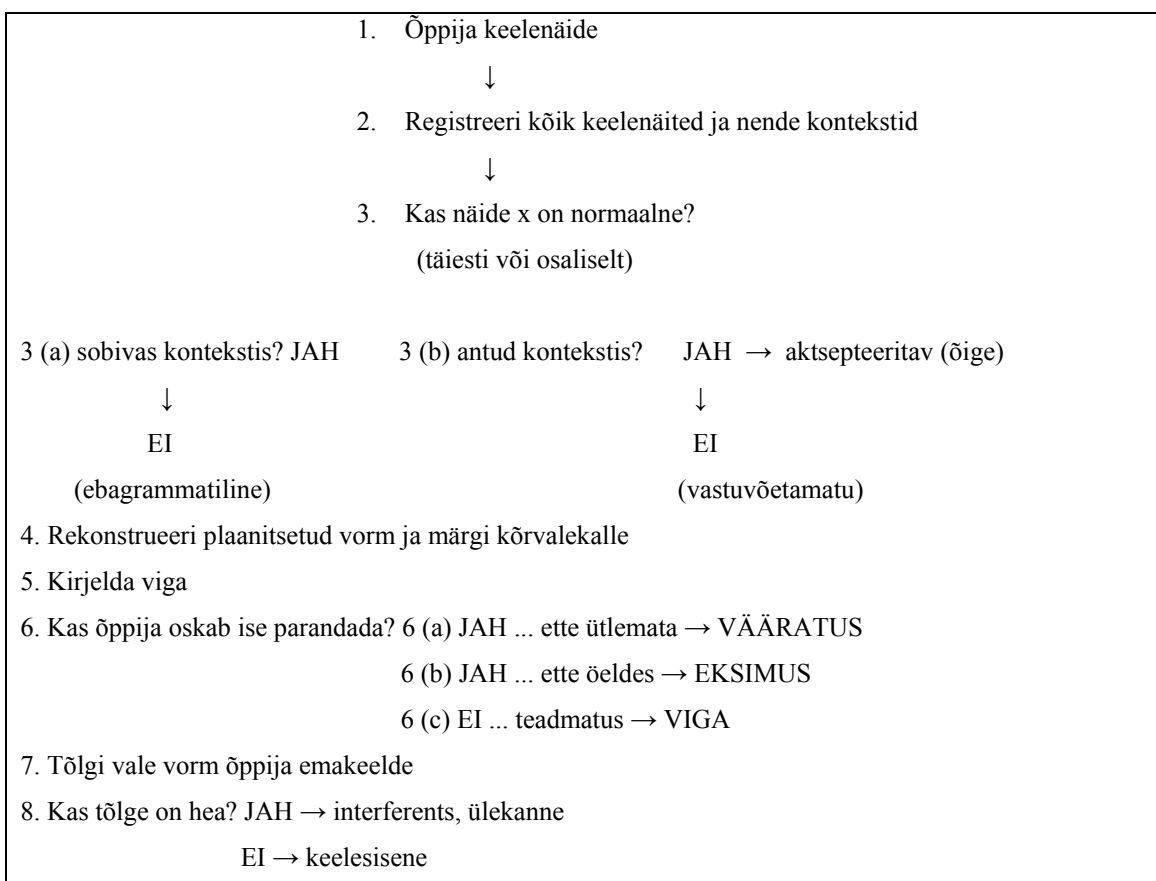 1. Õppija keelenäide
↓
2. Registreeri kõik keelenäited ja nende kontekstid
↓
3. Kas näide x on normaalne?
(täiesti või osaliselt)
3 (a) sobivas kontekstis? JAH 3 (b) antud kontekstis? JAH → aktsepteeritav (õige)
↓ ↓
EI EI
(ebagrammatiline) (vastuvõetamatu)
4. Rekonstrueeri plaanitsetud vorm ja märgi kõrvalekalle
5. Kirjelda viga
6. Kas õppija oskab ise parandada? 6 (a) JAH ... ette ütlemata → VÄÄRATUS
6 (b) JAH ... ette öeldes → EKSIMUS
6 (c) EI ... teadmatus → VIGA
7. Tõlgi vale vorm õppija emakeelde
8. Kas tõlge on hea? JAH → interferents, ülekanne
EI → keelesisene